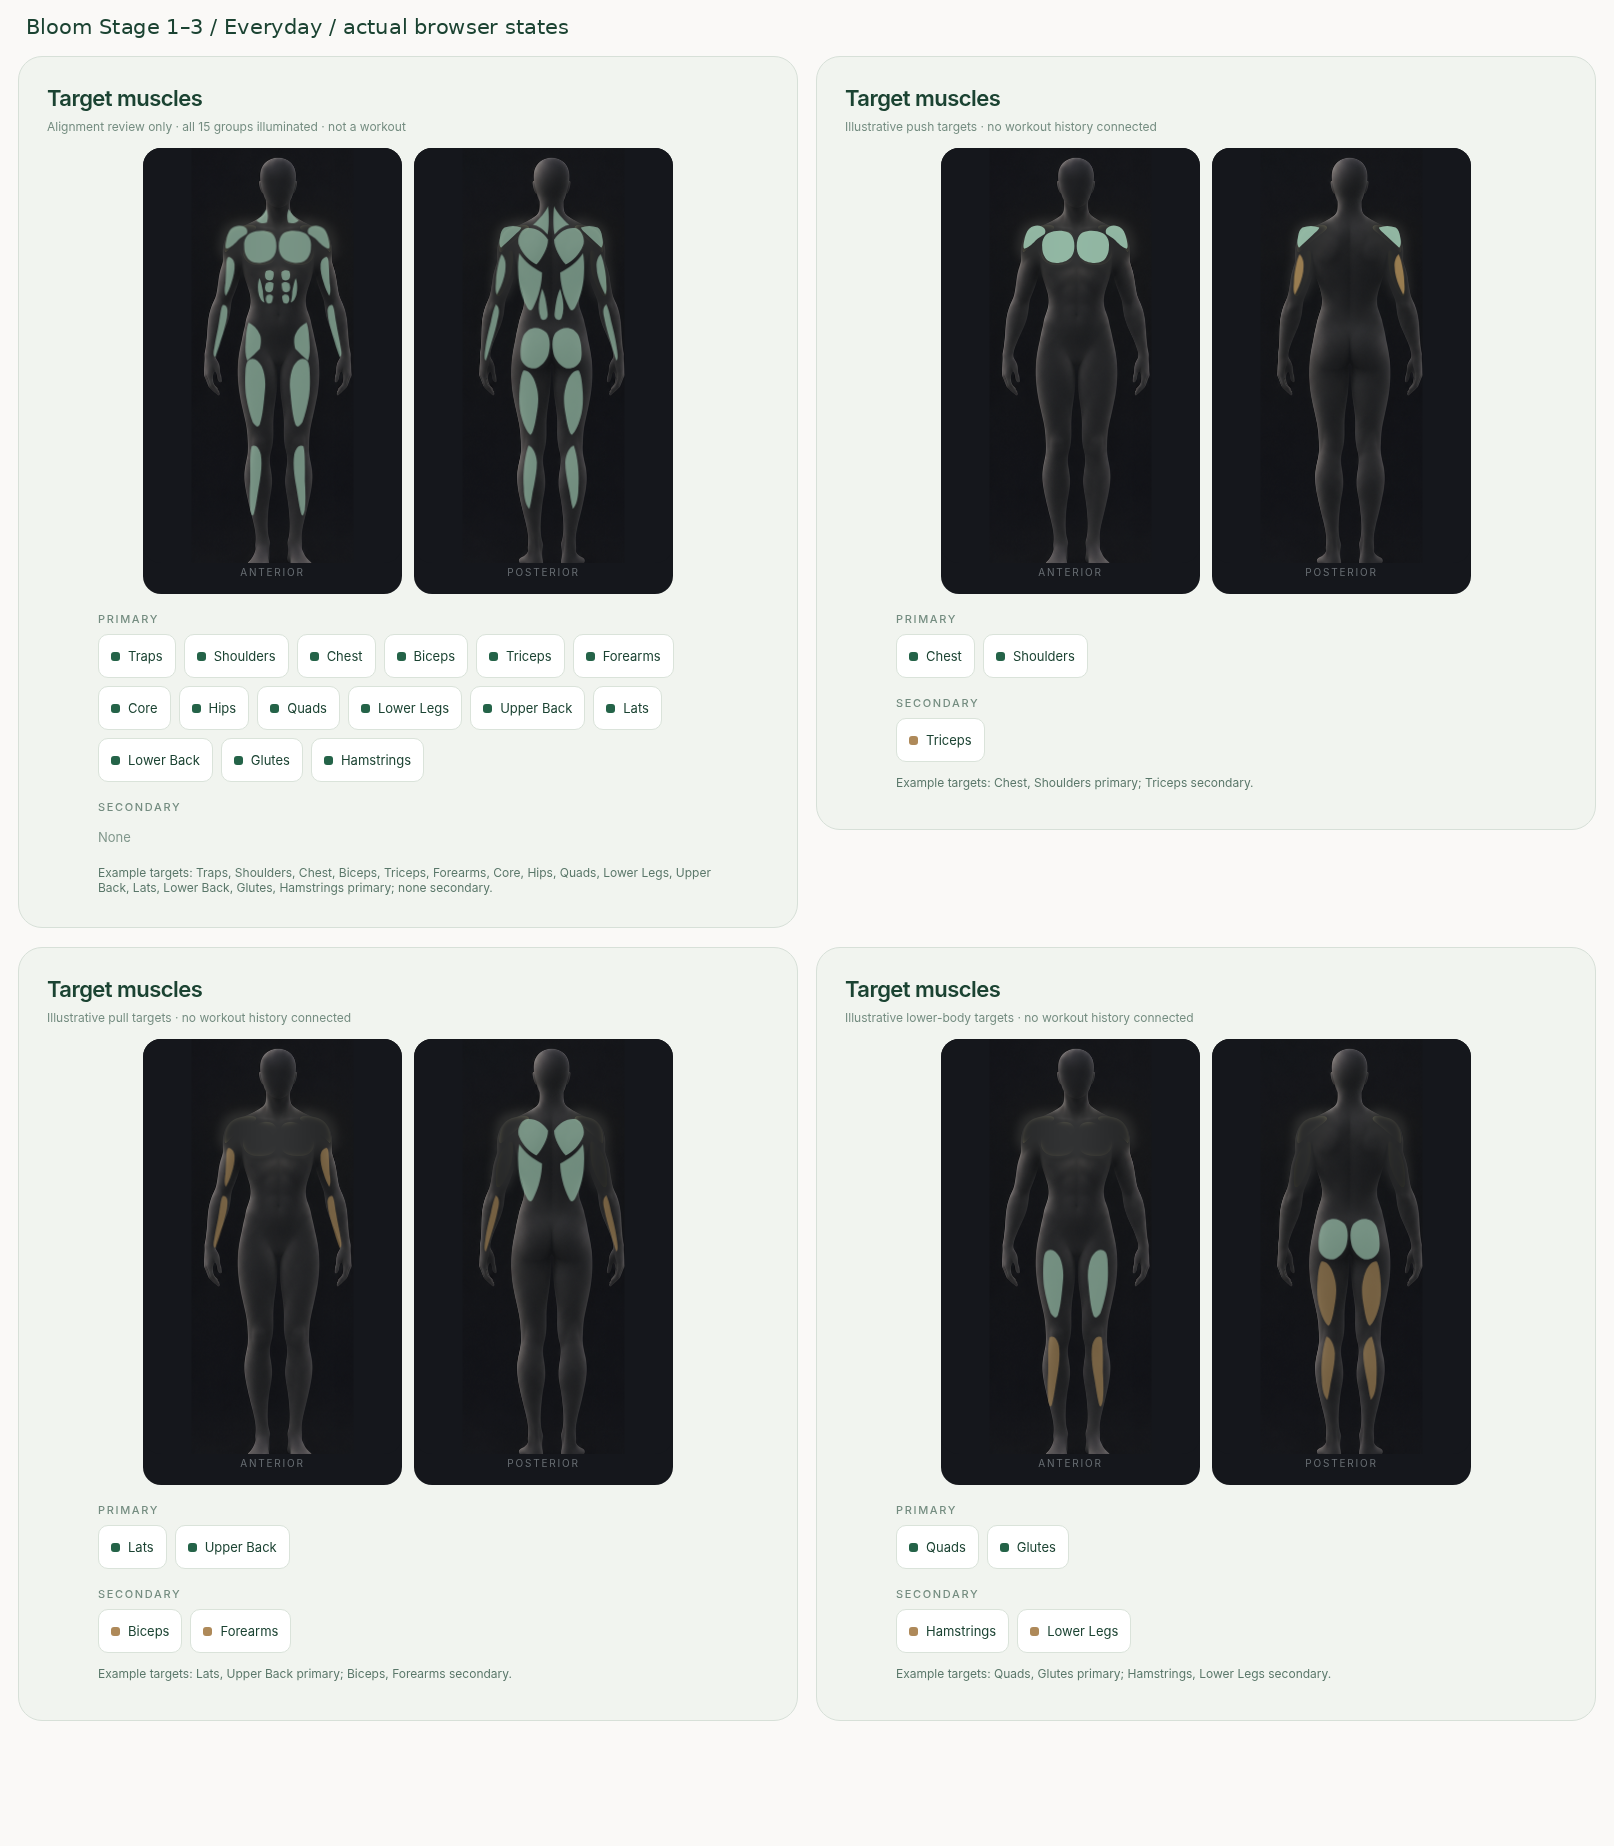 Bloom Stage 1–3 / Everyday / actual browser states
Target muscles
Alignment review only · all 15 groups illuminated · not a workout
ANTERIOR
POSTERIOR
PRIMARY
Traps
Shoulders
Chest
Biceps
Triceps
Forearms
Core
Hips
Quads
Lower Legs
Upper Back
Lats
Lower Back
Glutes
Hamstrings
SECONDARY
None
Example targets: Traps, Shoulders, Chest, Biceps, Triceps, Forearms, Core, Hips, Quads, Lower Legs, Upper
Back, Lats, Lower Back, Glutes, Hamstrings primary; none secondary.
Target muscles
Illustrative push targets · no workout history connected
ANTERIOR
POSTERIOR
PRIMARY
Chest
Shoulders
SECONDARY
Triceps
Example targets: Chest, Shoulders primary; Triceps secondary.
Target muscles
Illustrative pull targets · no workout history connected
ANTERIOR
POSTERIOR
PRIMARY
Lats
Upper Back
SECONDARY
Biceps
Forearms
Example targets: Lats, Upper Back primary; Biceps, Forearms secondary.
Target muscles
Illustrative lower-body targets · no workout history connected
ANTERIOR
POSTERIOR
PRIMARY
Quads
Glutes
SECONDARY
Hamstrings
Lower Legs
Example targets: Quads, Glutes primary; Hamstrings, Lower Legs secondary.